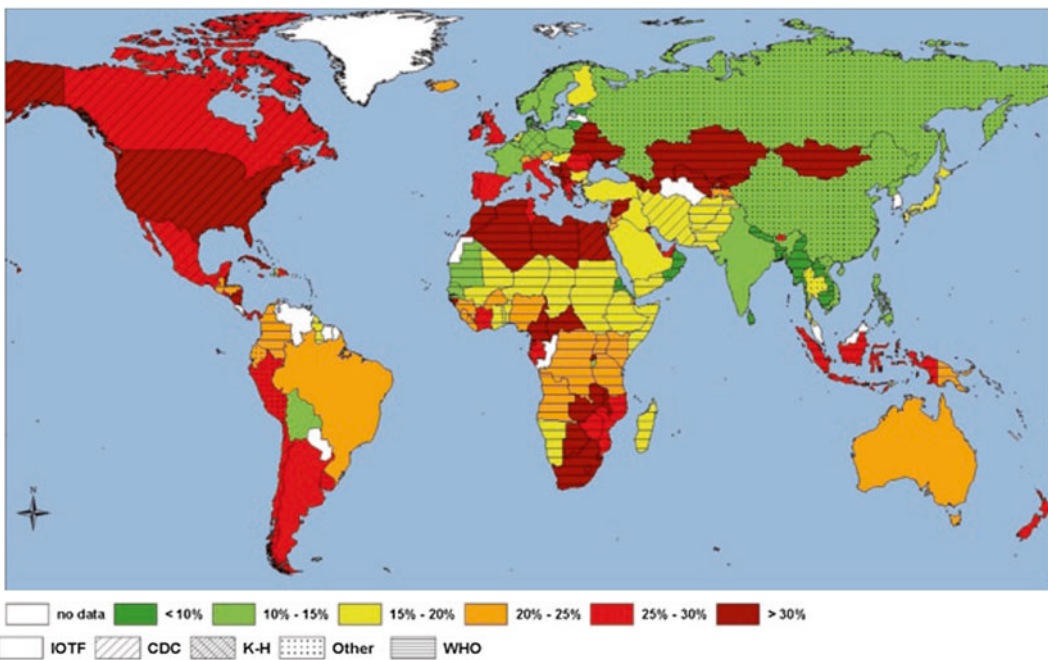 N
no data <10% 10% - 15% 15% - 20% 20% - 25% 25% - 30% > 30%
IOTF CDC K-H Other WHO